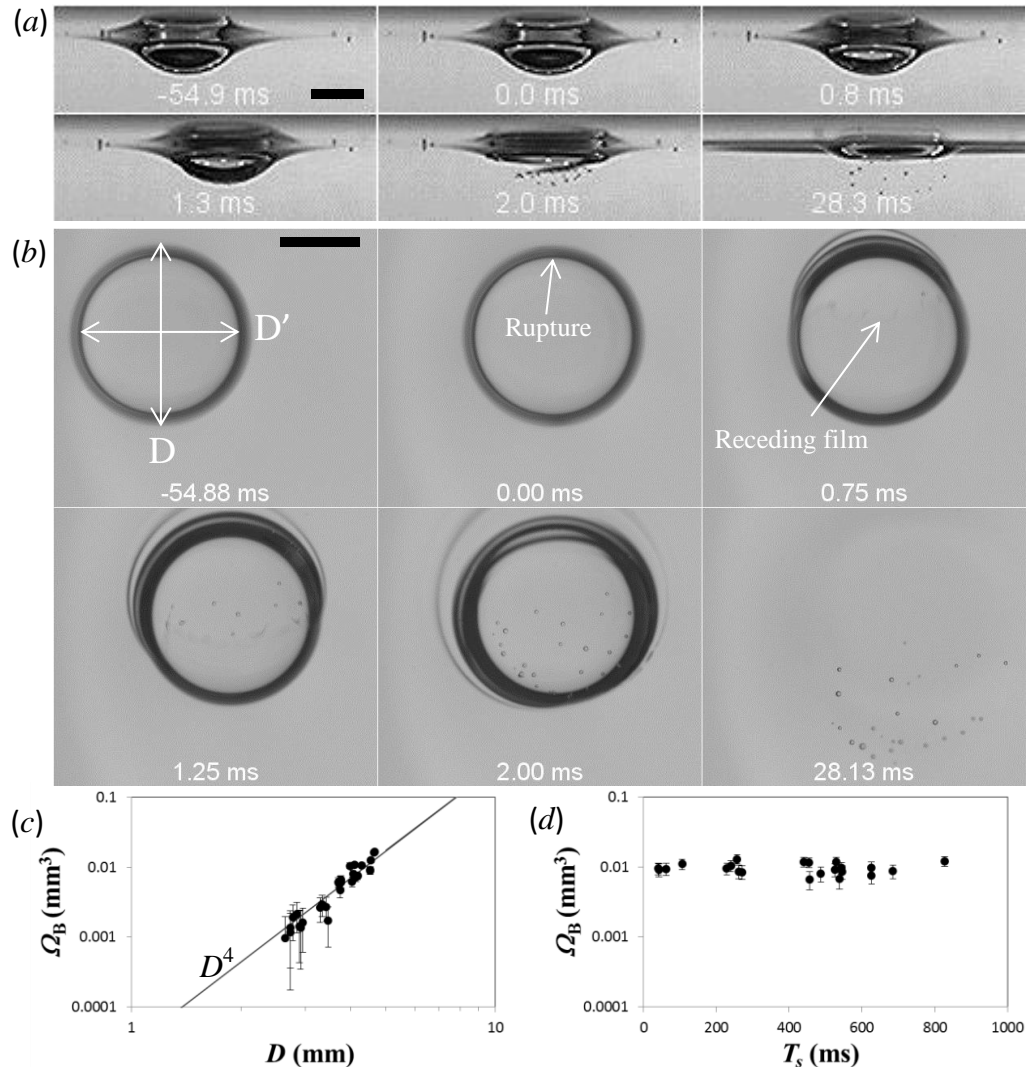 (a)
-54.9 ms
0.0 ms
0.8 ms
1.3 ms
2.0 ms
28.3 ms
(b)
D'
D
-54.88 ms
Rupture
0.00 ms
Receding film
0.75 ms
1.25 ms
2.00 ms
28.13 ms
(c)
0.1
0.01
0.001
0.0001
Ω_B (mm³)
D⁴
1
10
D (mm)
(d)
0.1
0.01
0.001
0.0001
Ω_B (mm³)
0
200
400
600
800
1000
T_s (ms)